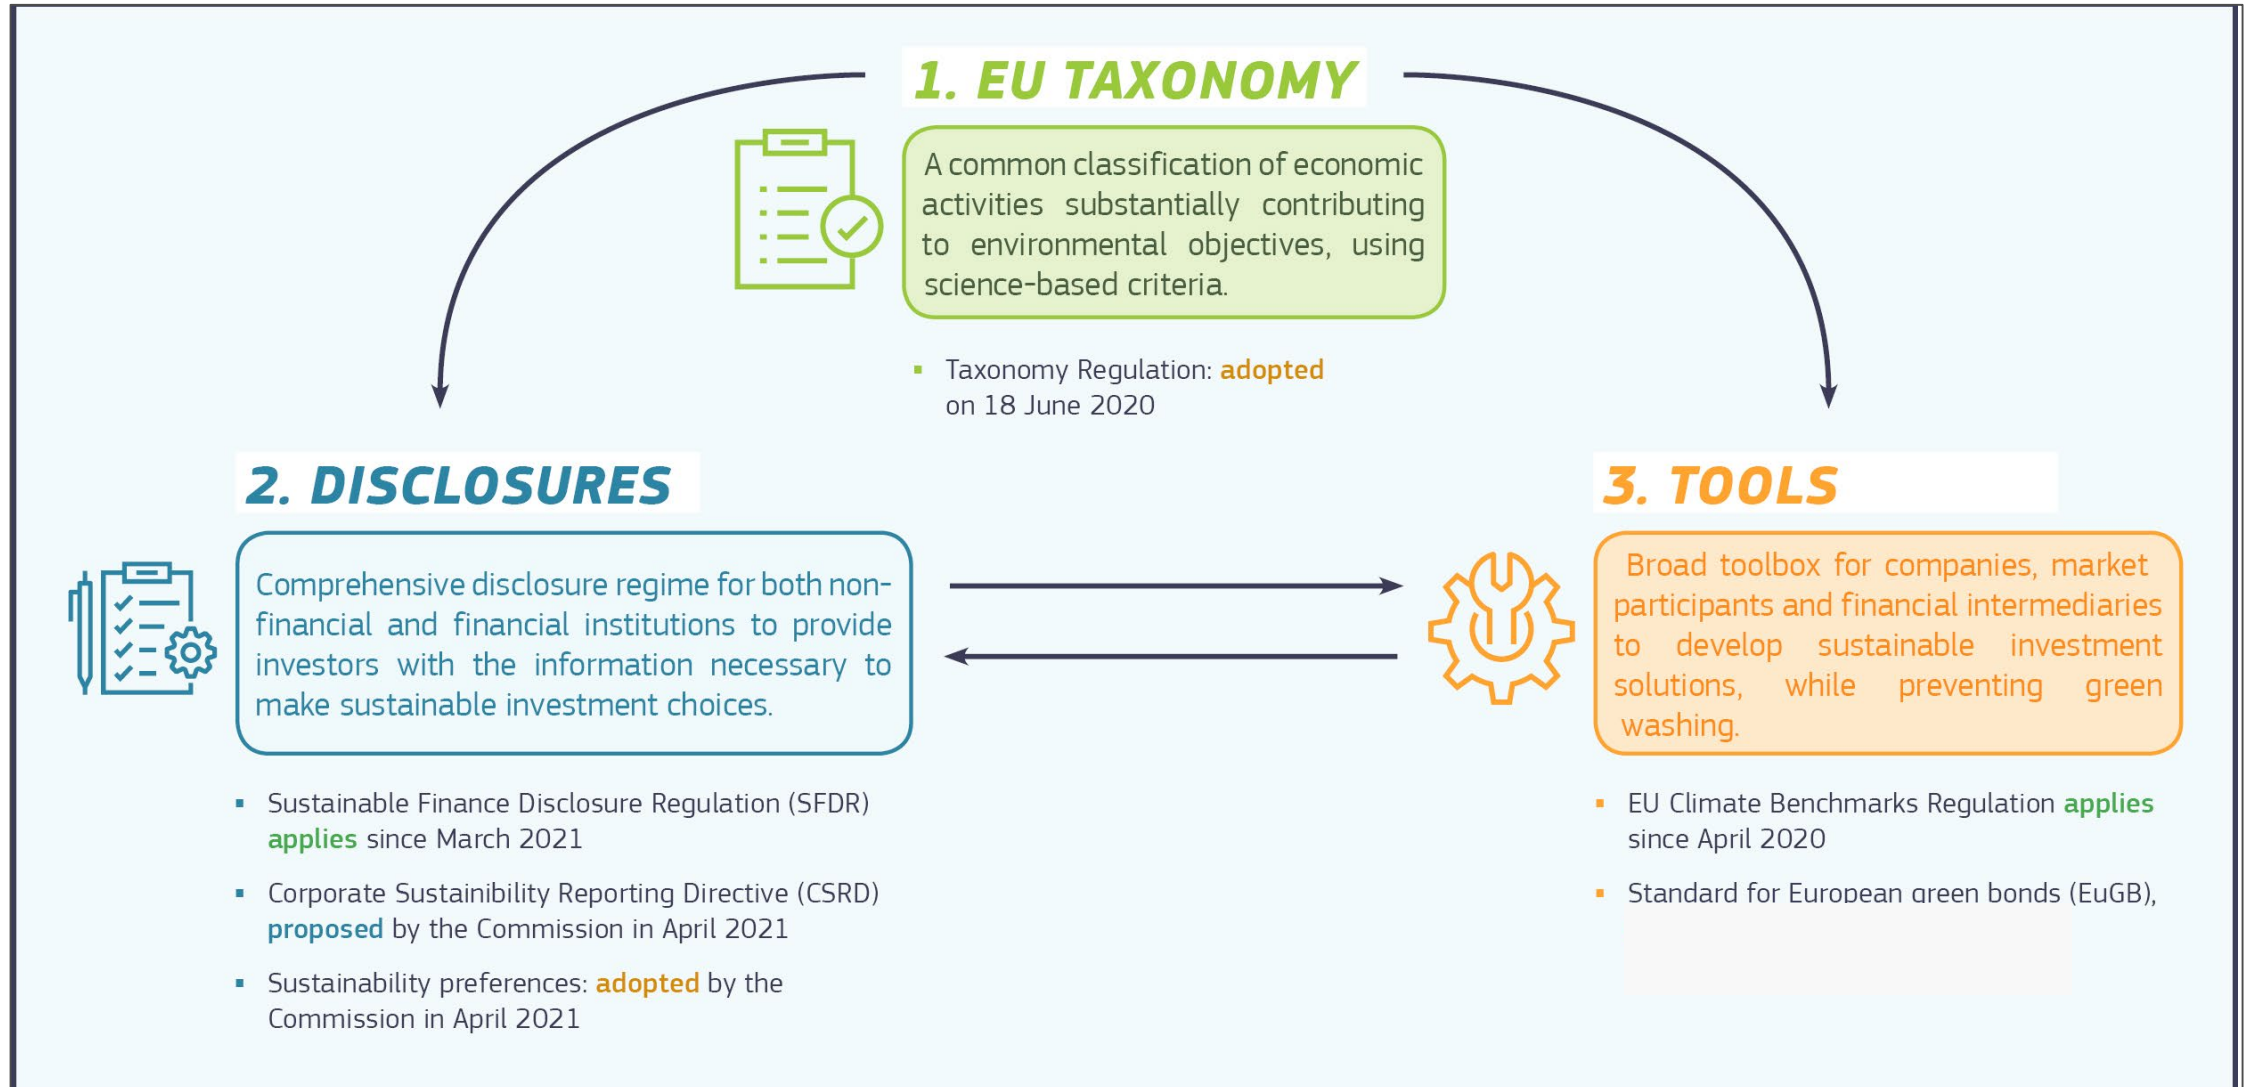 1. EU TAXONOMY
A common classification of economic
activities substantially contributing
to environmental objectives, using
science-based criteria.
▪ Taxonomy Regulation: adopted
on 18 June 2020
2. DISCLOSURES
Comprehensive disclosure regime for both non-
financial and financial institutions to provide
investors with the information necessary to
make sustainable investment choices.
▪ Sustainable Finance Disclosure Regulation (SFDR)
applies since March 2021
▪ Corporate Sustainibility Reporting Directive (CSRD)
proposed by the Commission in April 2021
▪ Sustainability preferences: adopted by the
Commission in April 2021
3. TOOLS
Broad toolbox for companies, market
participants and financial intermediaries
to develop sustainable investment
solutions, while preventing green
washing.
▪ EU Climate Benchmarks Regulation applies
since April 2020
▪ Standard for European green bonds (EuGB),